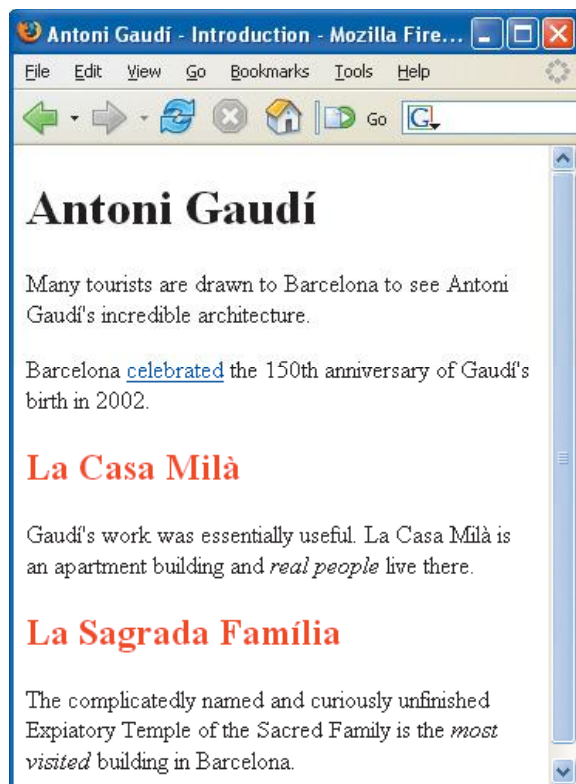 Antoni Gaudí - Introduction - Mozilla Fire...
File Edit View Go Bookmarks Tools Help
Go G
Antoni Gaudí
Many tourists are drawn to Barcelona to see Antoni
Gaudí's incredible architecture.
Barcelona celebrated the 150th anniversary of Gaudí's
birth in 2002.
La Casa Milà
Gaudí's work was essentially useful. La Casa Milà is
an apartment building and real people live there.
La Sagrada Família
The complicatedly named and curiously unfinished
Expiatory Temple of the Sacred Family is the most
visited building in Barcelona.